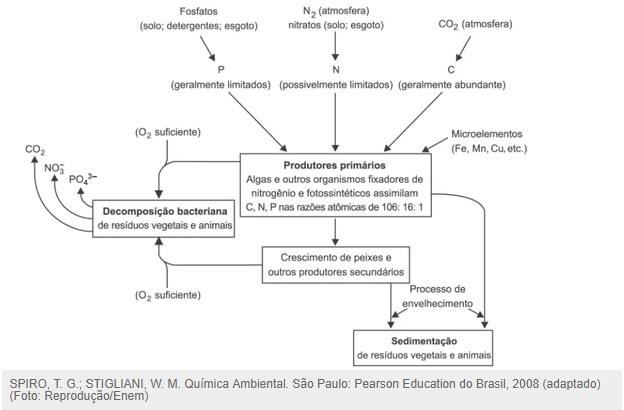 Fosfatos
(solo; detergentes; esgoto)
N₂ (atmosfera)
nitratos (solo; esgoto)
CO₂ (atmosfera)
P
(geralmente limitados)
N
(possivelmente limitados)
C
(geralmente abundante)
Microelementos
(Fe, Mn, Cu, etc.)
(O₂ suficiente)
CO₂
NO₃⁻
PO₄³⁻
Produtores primários
Algas e outros organismos fixadores de
nitrogênio e fotossintéticos assimilam
C, N, P nas razões atômicas de 106: 16: 1
Decomposição bacteriana
de resíduos vegetais e animais
Crescimento de peixes e
outros produtores secundários
(O₂ suficiente)
Processo de
envelhecimento
Sedimentação
de resíduos vegetais e animais
SPIRO, T. G.; STIGLIANI, W. M. Química Ambiental. São Paulo: Pearson Education do Brasil, 2008 (adaptado)
(Foto: Reprodução/Enem)